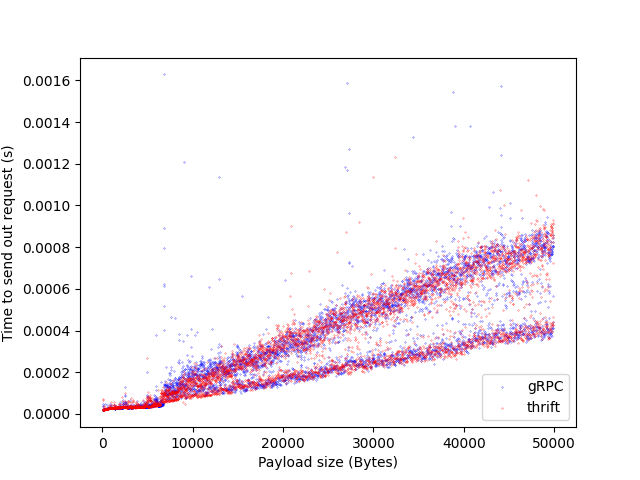 0.0016
0.0014
0.0012
0.0010
0.0008
0.0006
0.0004
0.0002
0.0000
Time to send out request (s)
0 10000 20000 30000 40000 50000
Payload size (Bytes)
gRPC
thrift